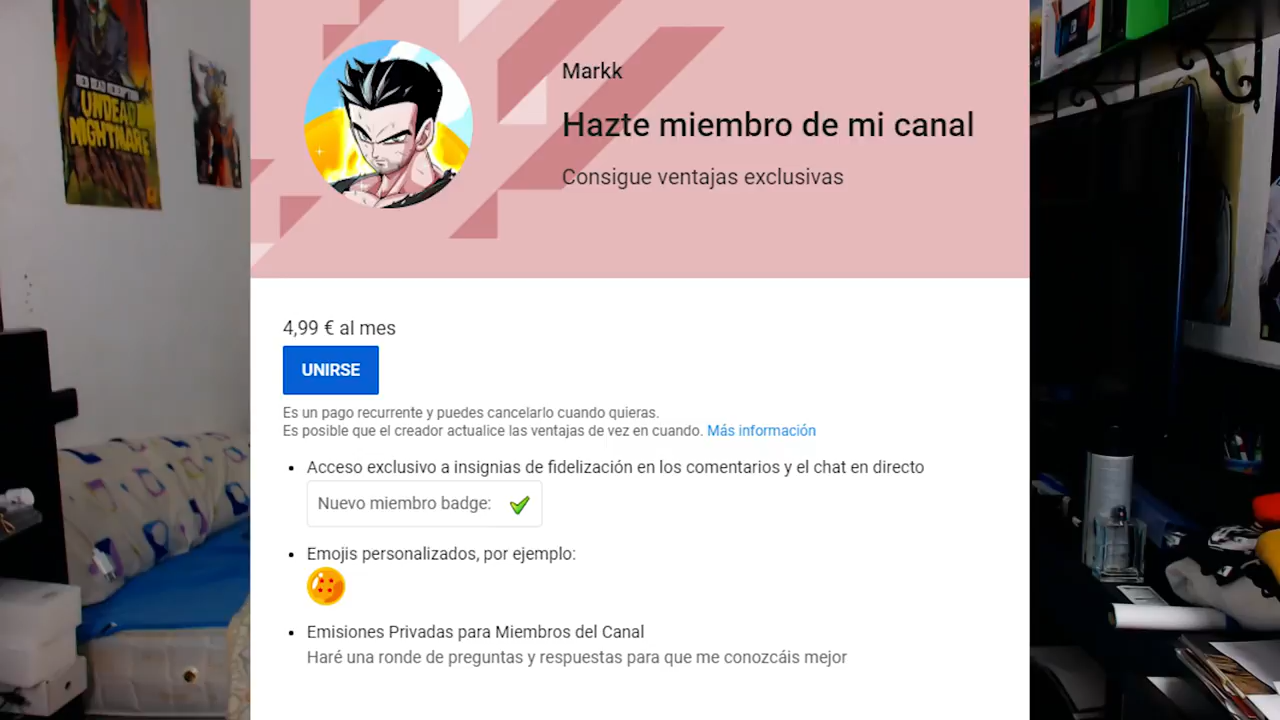 RED DEAD REDEMPTION
UNDEAD
NIGHTMARE
Markk
Hazte miembro de mi canal
Consigue ventajas exclusivas
4,99 € al mes
UNIRSE
Es un pago recurrente y puedes cancelarlo cuando quieras.
Es posible que el creador actualice las ventajas de vez en cuando. Más información
• Acceso exclusivo a insignias de fidelización en los comentarios y el chat en directo
Nuevo miembro badge:
• Emojis personalizados, por ejemplo:
• Emisiones Privadas para Miembros del Canal
Haré una ronde de preguntas y respuestas para que me conozcáis mejor